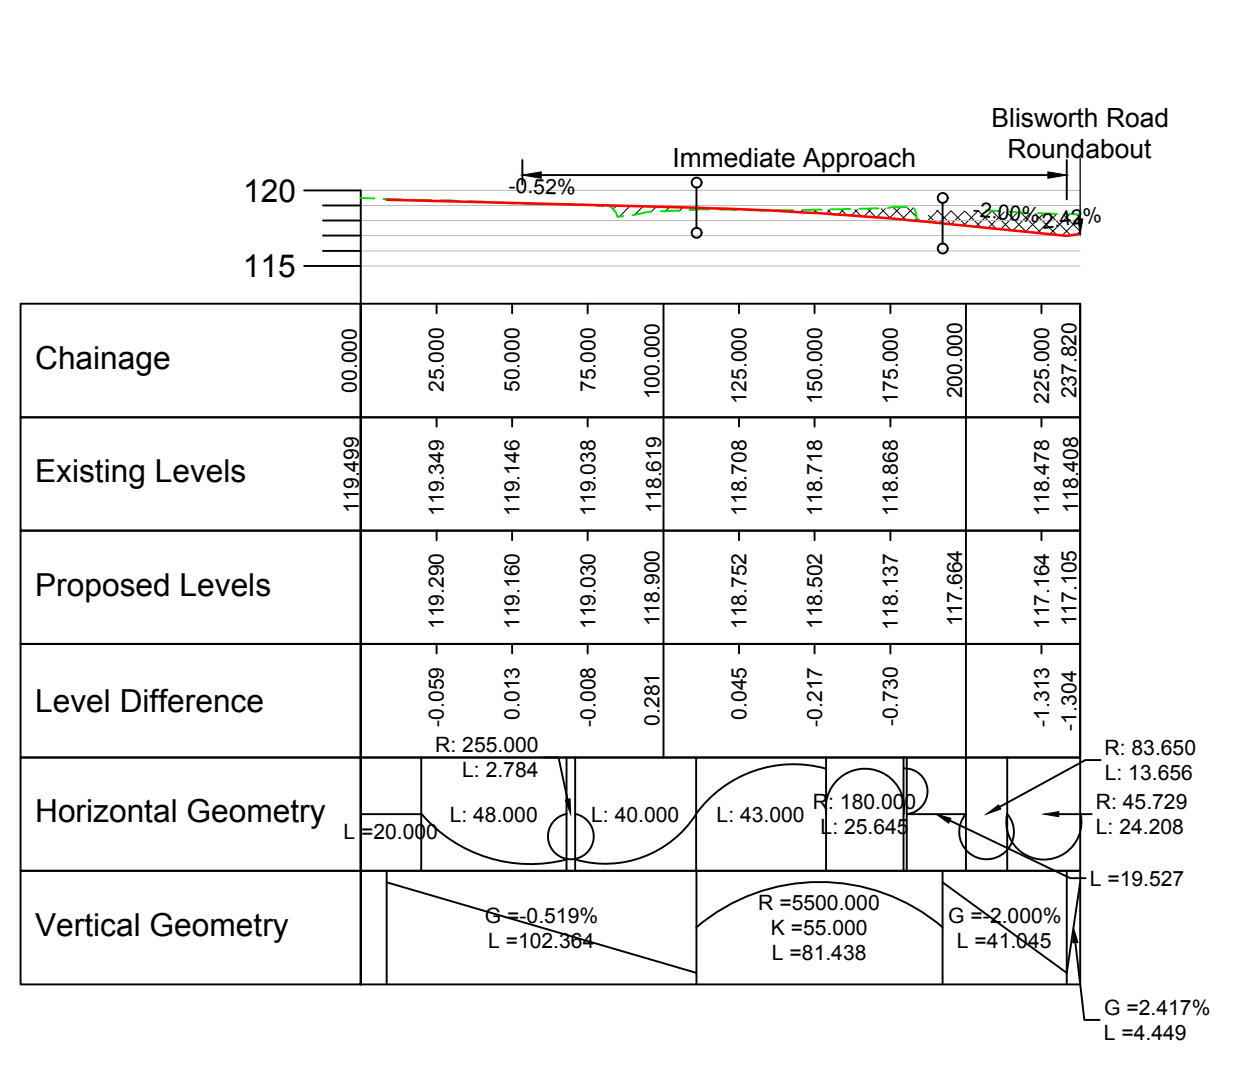 Blisworth Road
Roundabout
Immediate Approach
120
-0.52%
-2.00%
2.42%
115
Chainage
00.000
25.000
50.000
75.000
100.000
125.000
150.000
175.000
200.000
225.000
237.820
Existing Levels
119.499
119.349
119.146
119.038
118.619
118.708
118.718
118.868
118.478
118.408
Proposed Levels
119.290
119.160
119.030
118.900
118.752
118.502
118.137
117.664
117.164
117.105
Level Difference
-0.059
0.013
-0.008
0.281
0.045
-0.217
-0.730
-1.313
-1.304
Horizontal Geometry
L =20.000
L: 48.000
R: 255.000
L: 2.784
L: 40.000
L: 43.000
R: 180.000
L: 25.645
R: 83.650
L: 13.656
R: 45.729
L: 24.208
L =19.527
Vertical Geometry
G =-0.519%
L =102.364
R =5500.000
K =55.000
L =81.438
G =-2.000%
L =41.045
G =2.417%
L =4.449